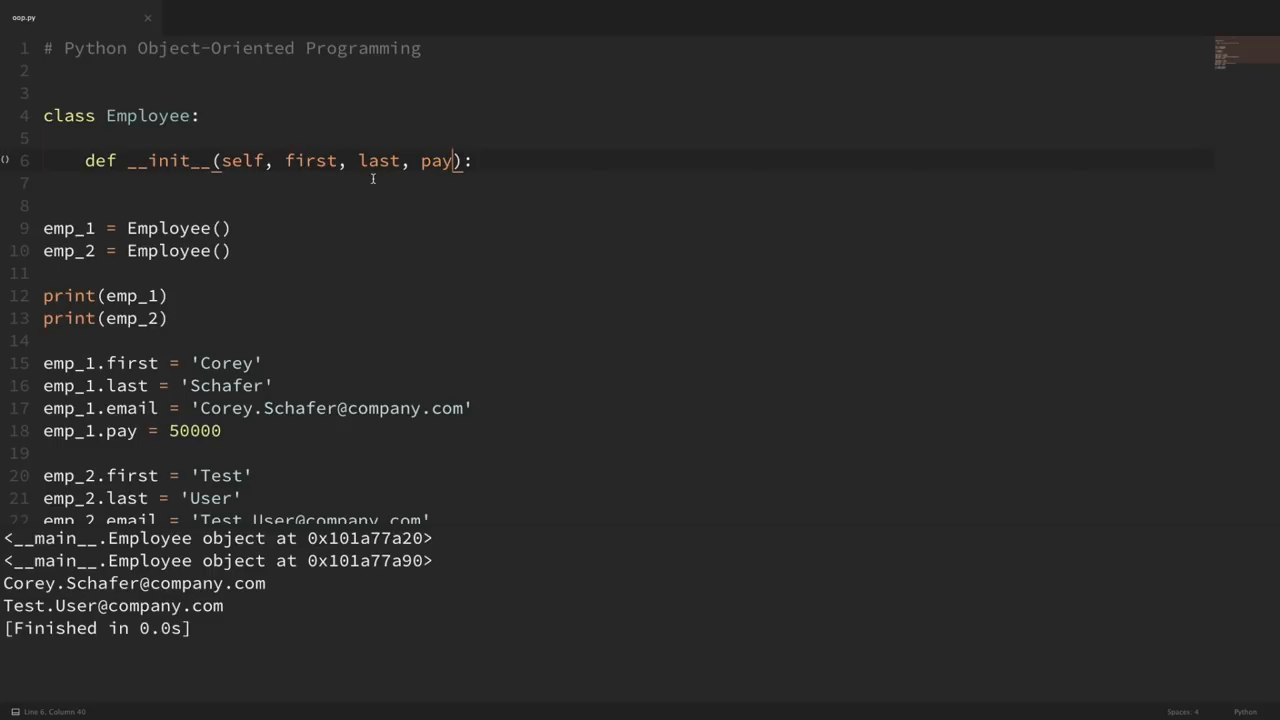 oop.py ×
1 # Python Object-Oriented Programming
2
3
4 class Employee:
5
() 6     def __init__(self, first, last, pay):
7
8
9 emp_1 = Employee()
10 emp_2 = Employee()
11
12 print(emp_1)
13 print(emp_2)
14
15 emp_1.first = 'Corey'
16 emp_1.last = 'Schafer'
17 emp_1.email = 'Corey.Schafer@company.com'
18 emp_1.pay = 50000
19
20 emp_2.first = 'Test'
21 emp_2.last = 'User'
22 emp_2.email = 'Test.User@company.com'
<__main__.Employee object at 0x101a77a20>
<__main__.Employee object at 0x101a77a90>
Corey.Schafer@company.com
Test.User@company.com
[Finished in 0.0s]
Line 6, Column 40 Spaces: 4 Python